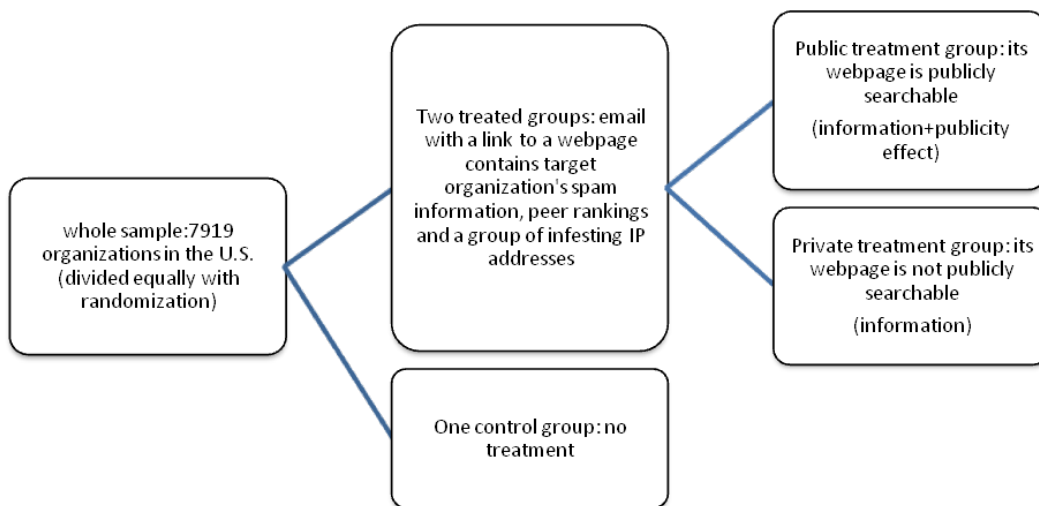 whole sample:7919
organizations in the U.S.
(divided equally with
randomization)
Two treated groups: email
with a link to a webpage
contains target
organization's spam
information, peer rankings
and a group of infesting IP
addresses
One control group: no
treatment
Public treatment group: its
webpage is publicly
searchable
(information+publicity
effect)
Private treatment group: its
webpage is not publicly
searchable
(information)